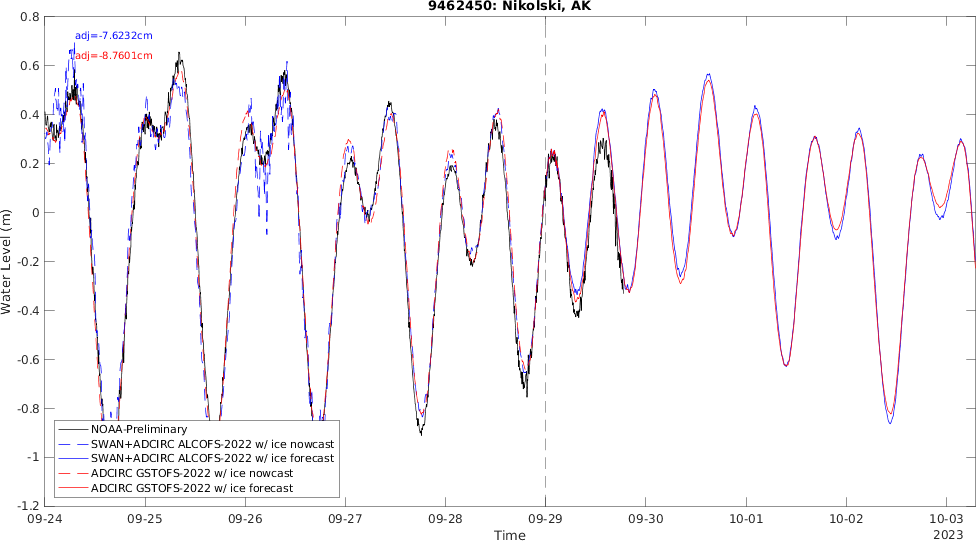 9462450: Nikolski, AK
adj=-7.6232cm
adj=-8.7601cm
Water Level (m)
0.8
0.6
0.4
0.2
0
-0.2
-0.4
-0.6
-0.8
-1
-1.2
NOAA-Preliminary
SWAN+ADCIRC ALCOFS-2022 w/ ice nowcast
SWAN+ADCIRC ALCOFS-2022 w/ ice forecast
ADCIRC GSTOFS-2022 w/ ice nowcast
ADCIRC GSTOFS-2022 w/ ice forecast
09-24 09-25 09-26 09-27 09-28 09-29 09-30 10-01 10-02 10-03
Time
2023